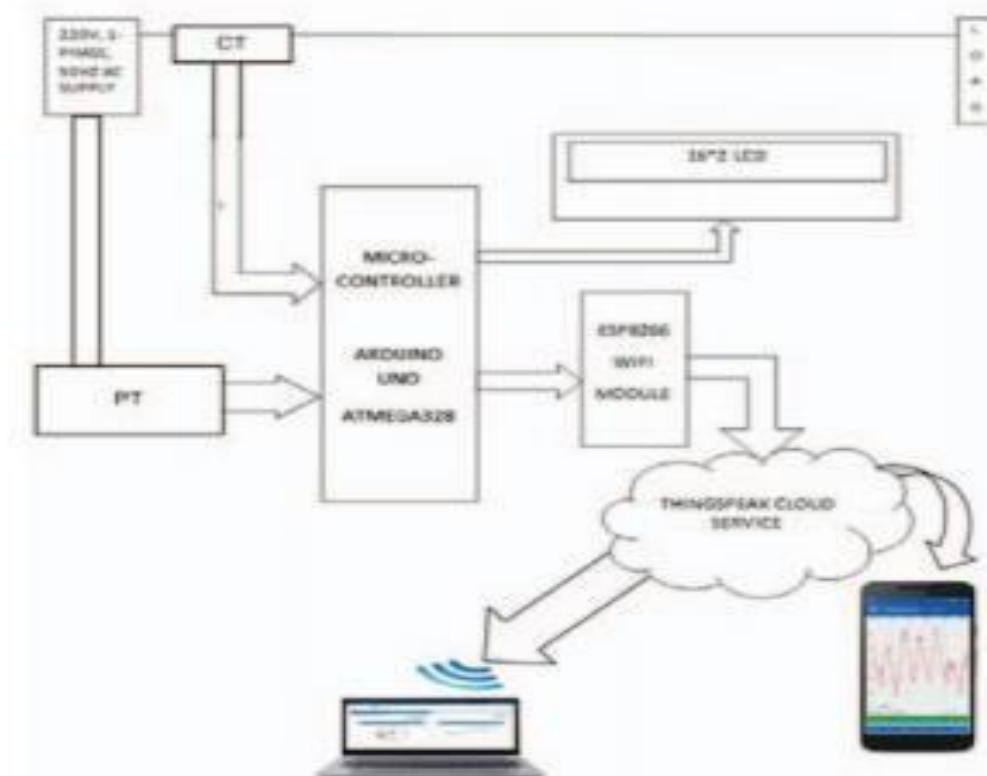 220V, 1-
PHASE,
50HZ AC
SUPPLY
CT
L
O
A
D
16*2 LCD
MICRO-
CONTROLLER
ARDUINO
UNO
ATMEGA328
ESP8266
WIFI
MODULE
PT
THINGSPEAK CLOUD
SERVICE